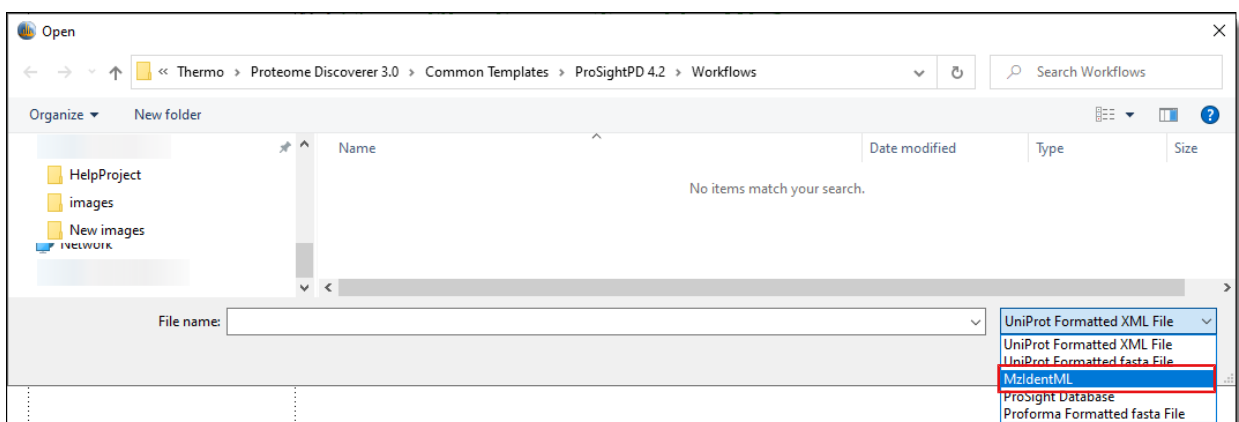 Open
« Thermo > Proteome Discoverer 3.0 > Common Templates > ProSightPD 4.2 > Workflows
Search Workflows
Organize
New folder
Name
Date modified
Type
Size
No items match your search.
HelpProject
images
New images
Network
File name:
UniProt Formatted XML File
UniProt Formatted XML File
UniProt Formatted fasta File
MzIdentML
ProSight Database
Proforma Formatted fasta File